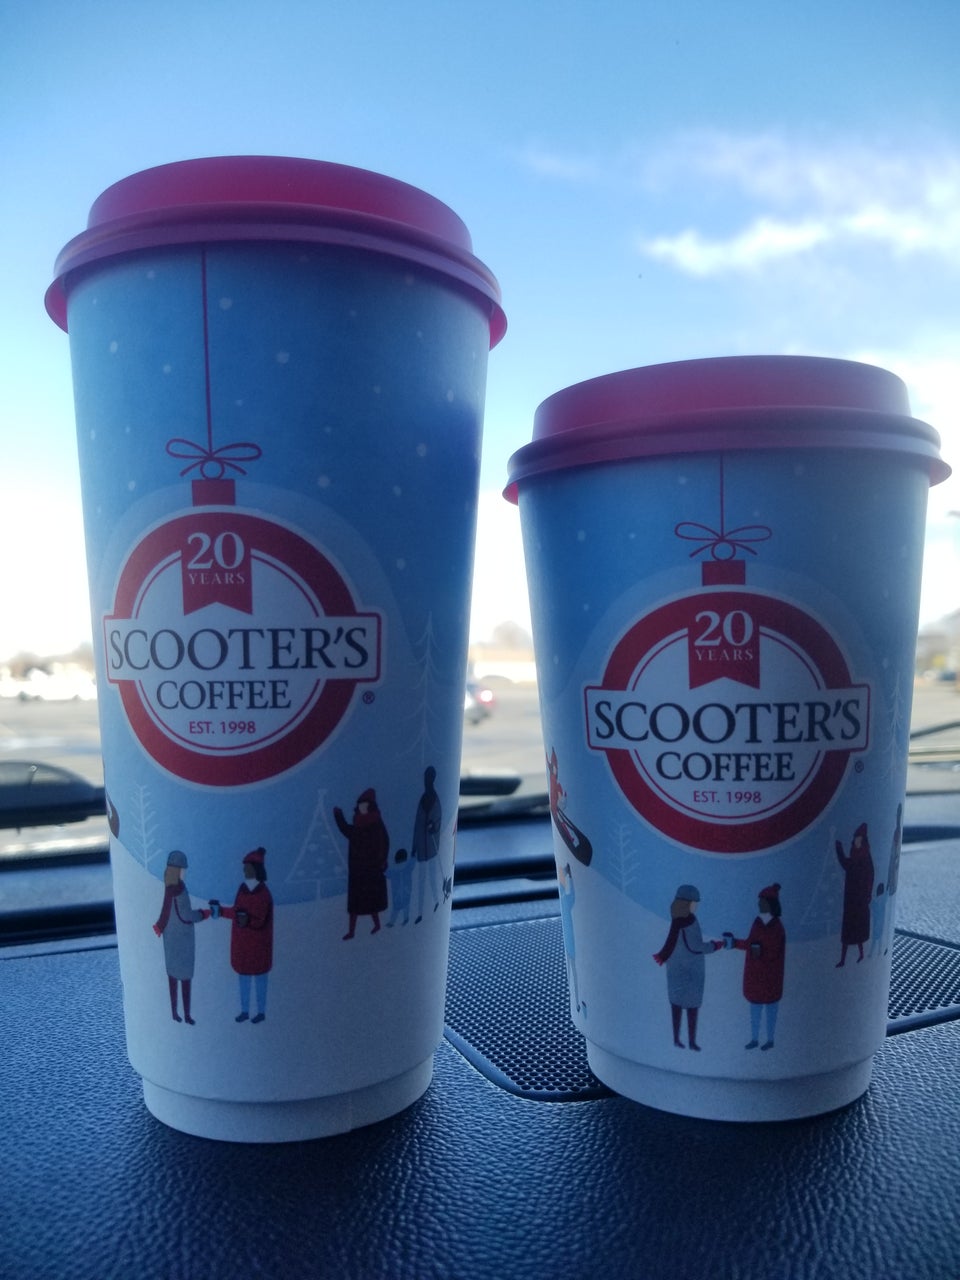 20
YEARS
SCOOTER'S
COFFEE
EST. 1998
®
20
YEARS
SCOOTER'S
COFFEE
EST. 1998
®